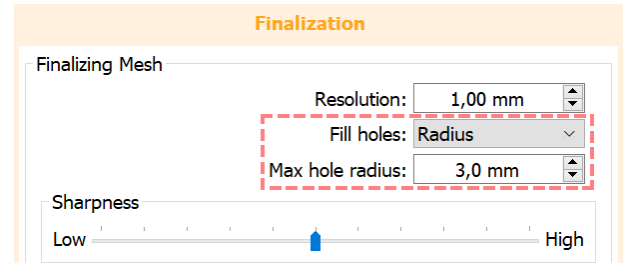 Finalization
Finalizing Mesh
Resolution: 1,00 mm
Fill holes: Radius
Max hole radius: 3,0 mm
Sharpness
Low High